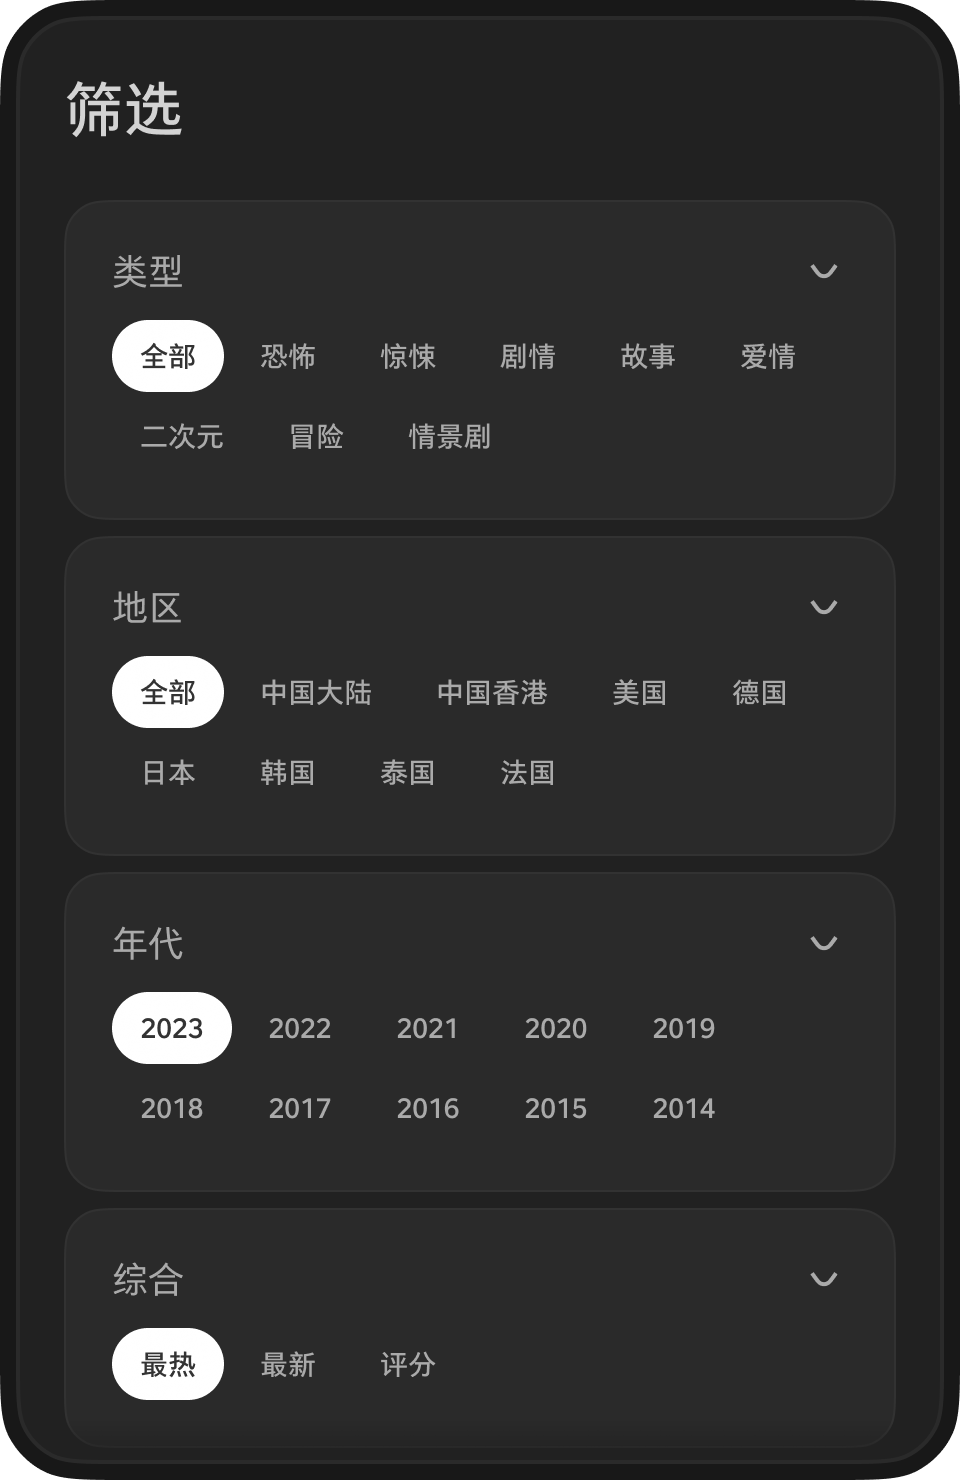 筛选
类型
全部 恐怖 惊悚 剧情 故事 爱情
二次元 冒险 情景剧
地区
全部 中国大陆 中国香港 美国 德国
日本 韩国 泰国 法国
年代
2023 2022 2021 2020 2019
2018 2017 2016 2015 2014
综合
最热 最新 评分